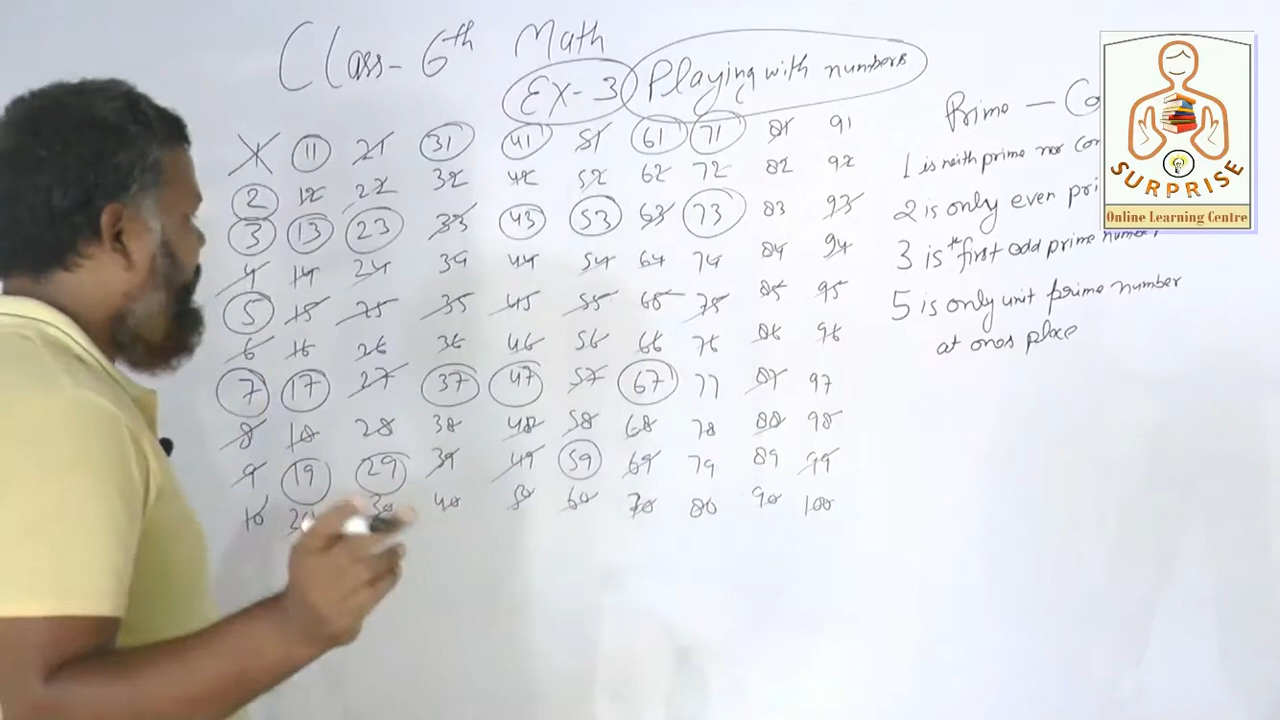 Class- 6th Math
Ex-3 Playing with numbers
1 11 21 31 41 51 61 71 81 91
2 12 22 32 42 52 62 72 82 92
3 13 23 33 43 53 63 73 83 93
4 14 24 34 44 54 64 74 84 94
5 15 25 35 45 55 65 75 85 95
6 16 26 36 46 56 66 76 86 96
7 17 27 37 47 57 67 77 87 97
8 18 28 38 48 58 68 78 88 98
9 19 29 39 49 59 69 79 89 99
10 20 30 40 50 60 70 80 90 100
Prime - Co
1 is neith prime nor con
2 is only even pri
3 is first odd prime number
5 is only unit prime number
at ones place
SURPRISE
Online Learning Centre